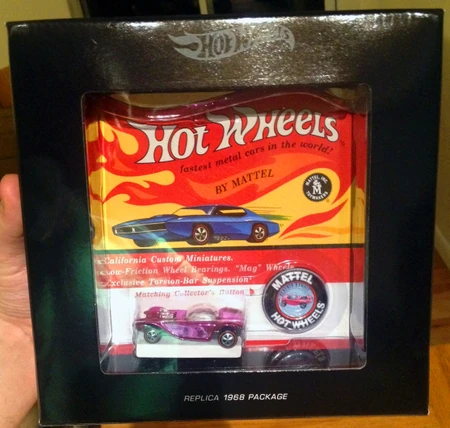 HOT WHEELS
HOT WHEELS
fastest metal cars in the world!
BY MATTEL
MATTEL, INC.
TOYMAKERS
California Custom Miniatures.
Low-Friction Wheel Bearings. "Mag" Wheels
Exclusive Torsion-Bar Suspension
Matching Collector's Button
MATTEL
HOT WHEELS
REPLICA 1968 PACKAGE